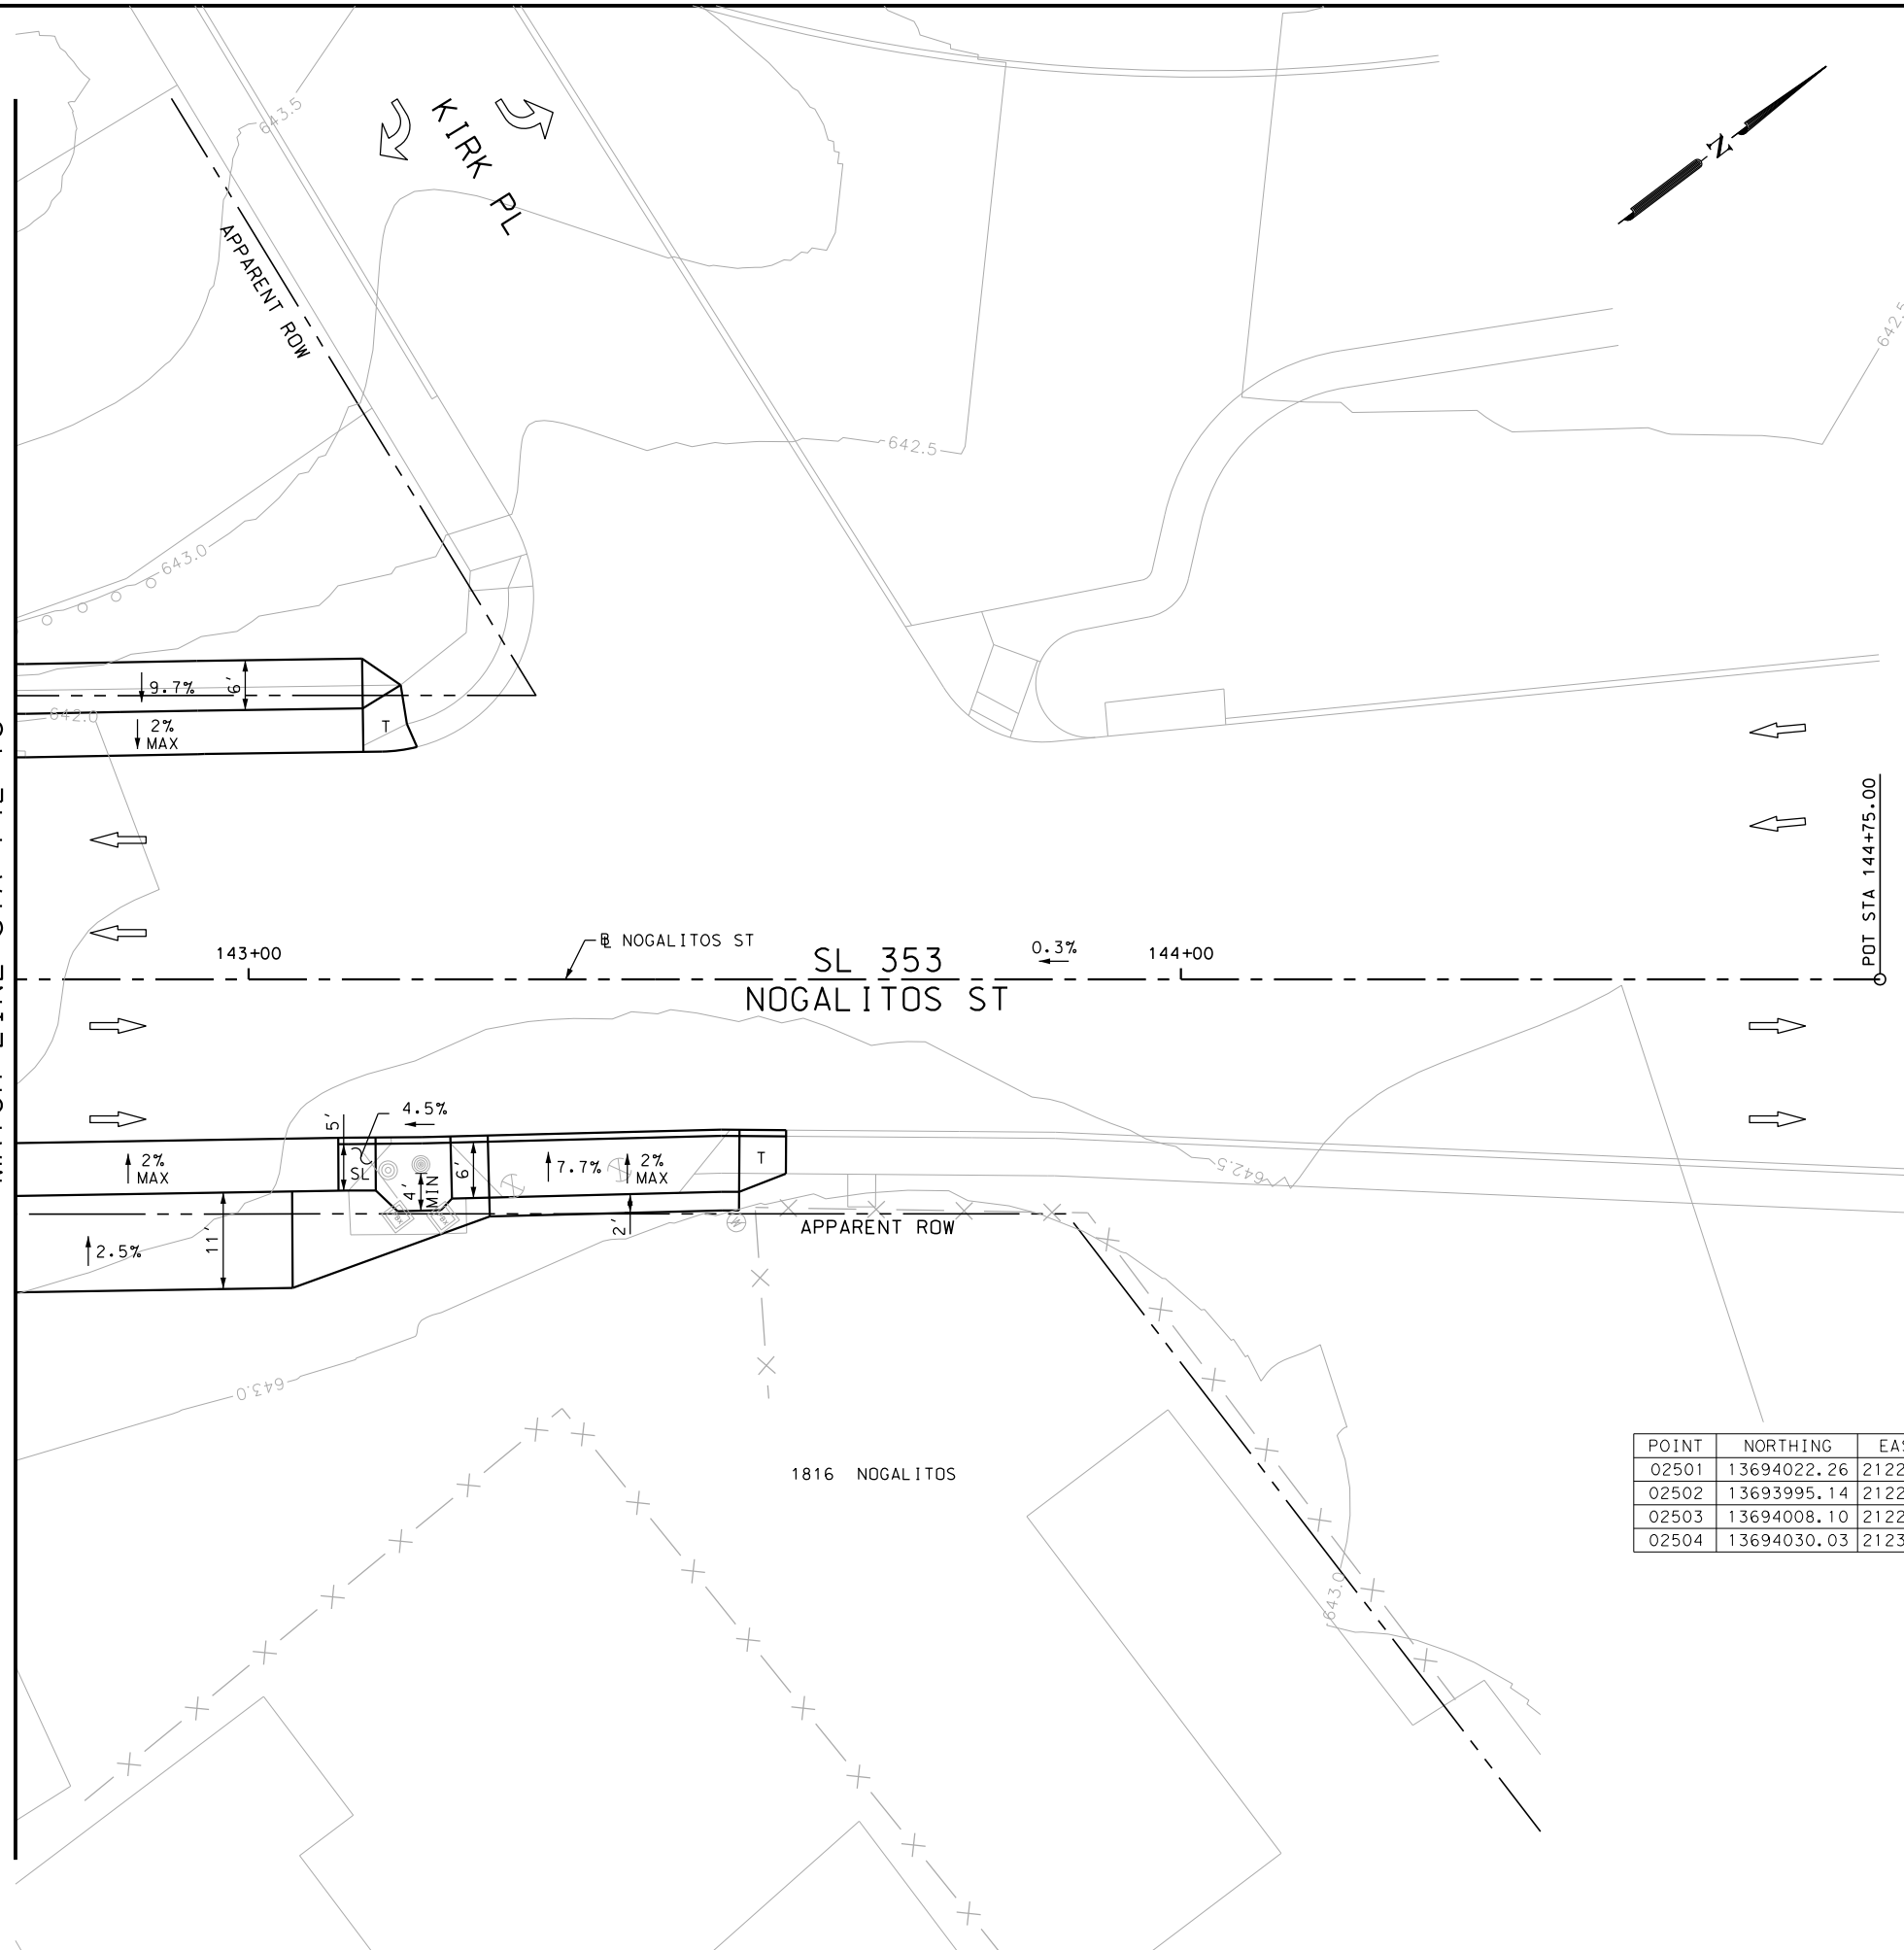 643.5
KIRK PL
N
APPARENT ROW
642.5
642.5
643.0
9.7%
6'
642.0
2%
MAX
T
POT STA 144+75.00
143+00
NOGALITOS ST
SL 353
0.3%
144+00
NOGALITOS ST
5'
4.5%
2%
MAX
SL
4'
MIN
6'
7.7%
2%
MAX
T
642.5
11'
2'
APPARENT ROW
2.5%
643.0
1816 NOGALITOS
POINT NORTHING
02501 13694022.26
02502 13693995.14
02503 13694008.10
02504 13694030.03
643.0